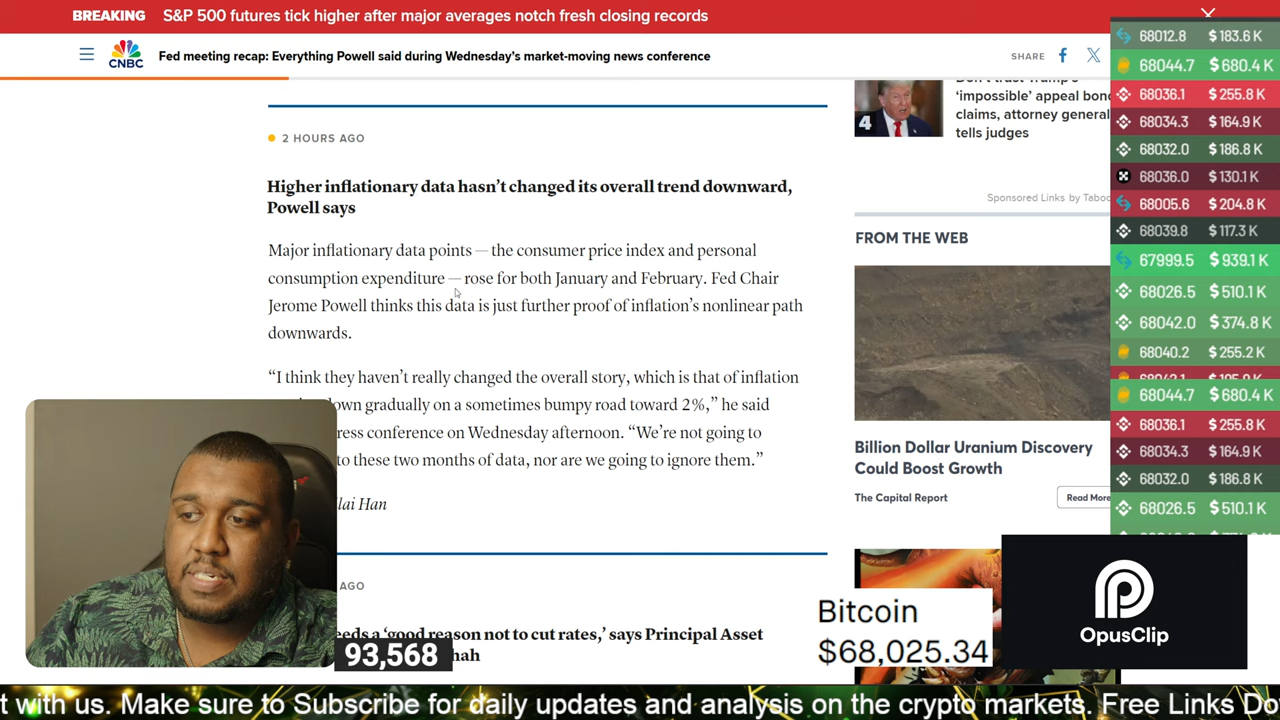 BREAKING S&P 500 futures tick higher after major averages notch fresh closing records
CNBC
Fed meeting recap: Everything Powell said during Wednesday's market-moving news conference
SHARE
2 HOURS AGO
Higher inflationary data hasn't changed its overall trend downward,
Powell says
Major inflationary data points — the consumer price index and personal
consumption expenditure — rose for both January and February. Fed Chair
Jerome Powell thinks this data is just further proof of inflation's nonlinear path
downwards.
“I think they haven't really changed the overall story, which is that of inflation
down gradually on a sometimes bumpy road toward 2%,” he said
ress conference on Wednesday afternoon. “We're not going to
to these two months of data, nor are we going to ignore them.”
lai Han
AGO
eeds a ‘good reason not to cut rates,’ says Principal Asset
hah
4
Don't trust Trump's
‘impossible’ appeal bond
claims, attorney general
tells judges
Sponsored Links by Taboo
FROM THE WEB
Billion Dollar Uranium Discovery
Could Boost Growth
The Capital Report
Read More
68012.8 $183.6 K
68044.7 $680.4 K
68036.1 $255.8 K
68034.3 $164.9 K
68032.0 $186.8 K
68036.0 $130.1 K
68005.6 $204.8 K
68039.8 $117.3 K
67999.5 $939.1 K
68026.5 $510.1 K
68042.0 $374.8 K
68040.2 $255.2 K
68044.7 $680.4 K
68036.1 $255.8 K
68034.3 $164.9 K
68032.0 $186.8 K
68026.5 $510.1 K
OpusClip
Bitcoin
$68,025.34
93,568
t with us. Make sure to Subscribe for daily updates and analysis on the crypto markets. Free Links Do